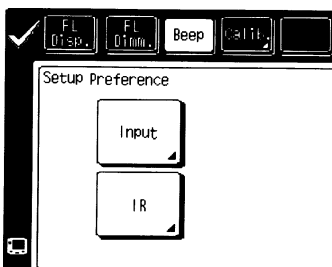 FL Disp.
FL Dimm.
Beep
Calib.
Setup Preference
Input
IR